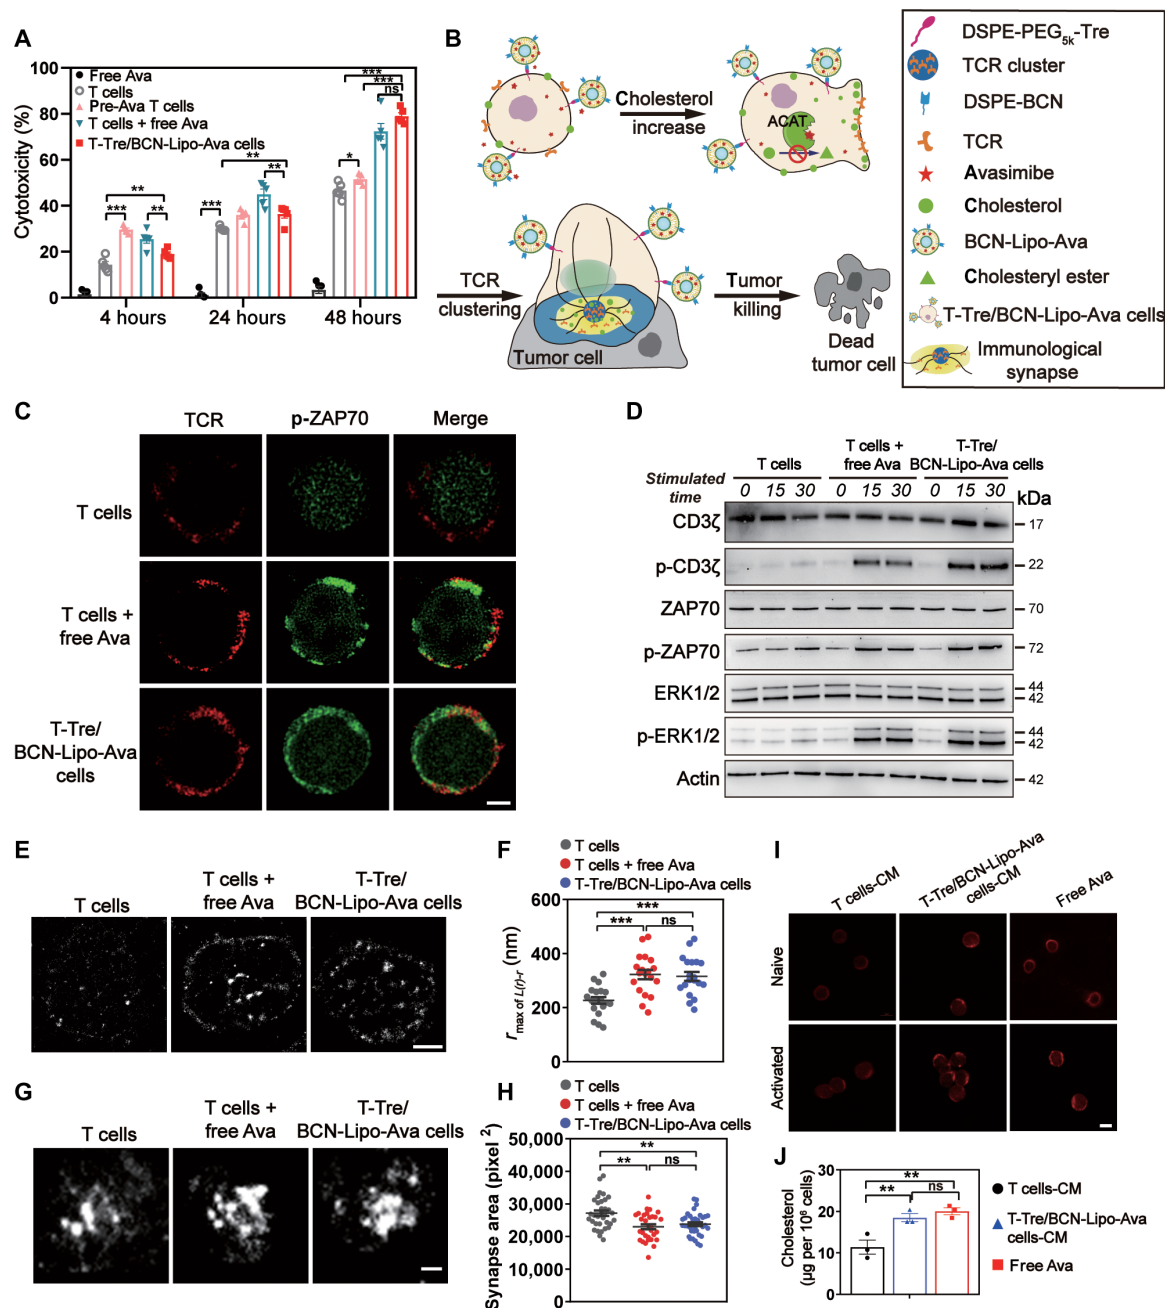 A
Cytotoxicity (%)
100
80
60
40
20
0
Free Ava
T cells
Pre-Ava T cells
T cells + free Ava
T-Tre/BCN-Lipo-Ava cells
*** ** *** **
*** ** **
* *** *** ns
4 hours 24 hours 48 hours
B
Cholesterol
increase
ACAT
TCR
clustering
Tumor cell
Tumor
killing
Dead
tumor cell
DSPE-PEG5k-Tre
TCR cluster
DSPE-BCN
TCR
Avasimibe
Cholesterol
BCN-Lipo-Ava
Cholesteryl ester
T-Tre/BCN-Lipo-Ava cells
Immunological
synapse
C
TCR p-ZAP70 Merge
T cells
T cells +
free Ava
T-Tre/
BCN-Lipo-Ava
cells
D
Stimulated
time
T cells
T cells +
free Ava
T-Tre/
BCN-Lipo-Ava cells
0 15 30 0 15 30 0 15 30 kDa
CD3ζ 17
p-CD3ζ 22
ZAP70 70
p-ZAP70 72
ERK1/2 44
42
p-ERK1/2 44
42
Actin 42
E
T cells
T cells +
free Ava
T-Tre/
BCN-Lipo-Ava cells
F
T cells
T cells + free Ava
T-Tre/BCN-Lipo-Ava cells
rmax of L(r)-r (nm)
600
400
200
0
***
*** ns
G
T cells
T cells +
free Ava
T-Tre/
BCN-Lipo-Ava cells
H
T cells
T cells + free Ava
T-Tre/BCN-Lipo-Ava cells
Synapse area (pixel 2)
50,000
40,000
30,000
20,000
10,000
0
**
** ns
I
T cells-CM
T-Tre/BCN-Lipo-Ava
cells-CM
Free Ava
Naive
Activated
J
Cholesterol
(μg per 10⁶ cells)
30
20
10
0
**
** ns
T cells-CM
T-Tre/BCN-Lipo-Ava
cells-CM
Free Ava